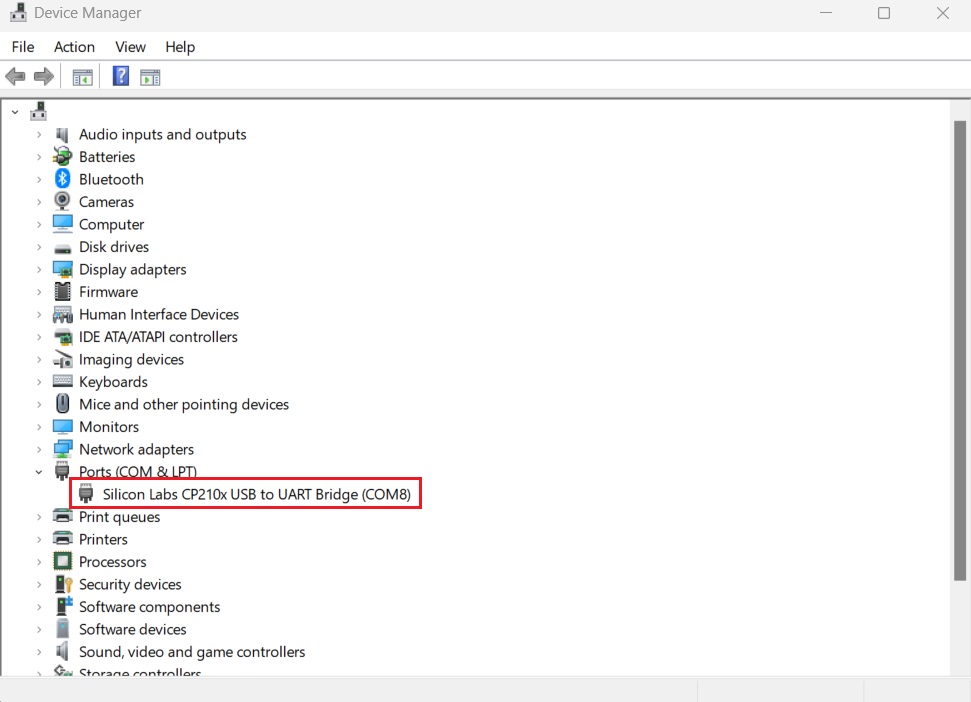 Device Manager
File Action View Help
?
Audio inputs and outputs
Batteries
Bluetooth
Cameras
Computer
Disk drives
Display adapters
Firmware
Human Interface Devices
IDE ATA/ATAPI controllers
Imaging devices
Keyboards
Mice and other pointing devices
Monitors
Network adapters
Ports (COM & LPT)
Silicon Labs CP210x USB to UART Bridge (COM8)
Print queues
Printers
Processors
Security devices
Software components
Software devices
Sound, video and game controllers
Storage controllers